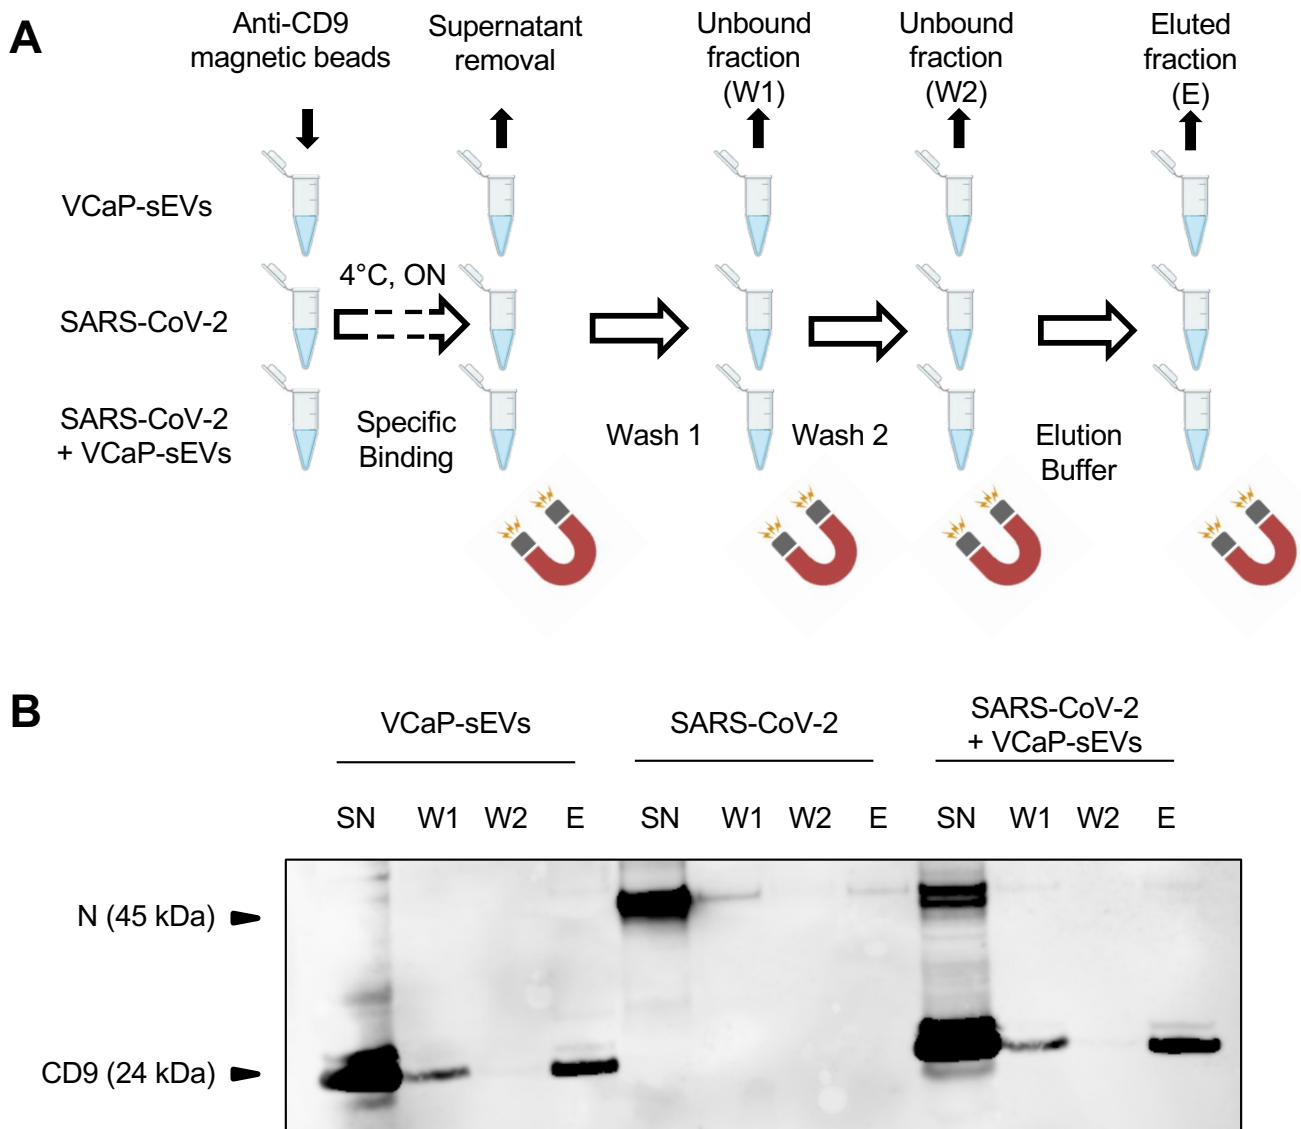 A
Anti-CD9
magnetic beads
Supernatant
removal
Unbound
fraction
(W1)
Unbound
fraction
(W2)
Eluted
fraction
(E)
VCaP-sEVs
SARS-CoV-2
SARS-CoV-2
+ VCaP-sEVs
4°C, ON
Specific
Binding
Wash 1
Wash 2
Elution
Buffer
B
VCaP-sEVs
SARS-CoV-2
SARS-CoV-2
+ VCaP-sEVs
SN W1 W2 E SN W1 W2 E SN W1 W2 E
N (45 kDa)
CD9 (24 kDa)